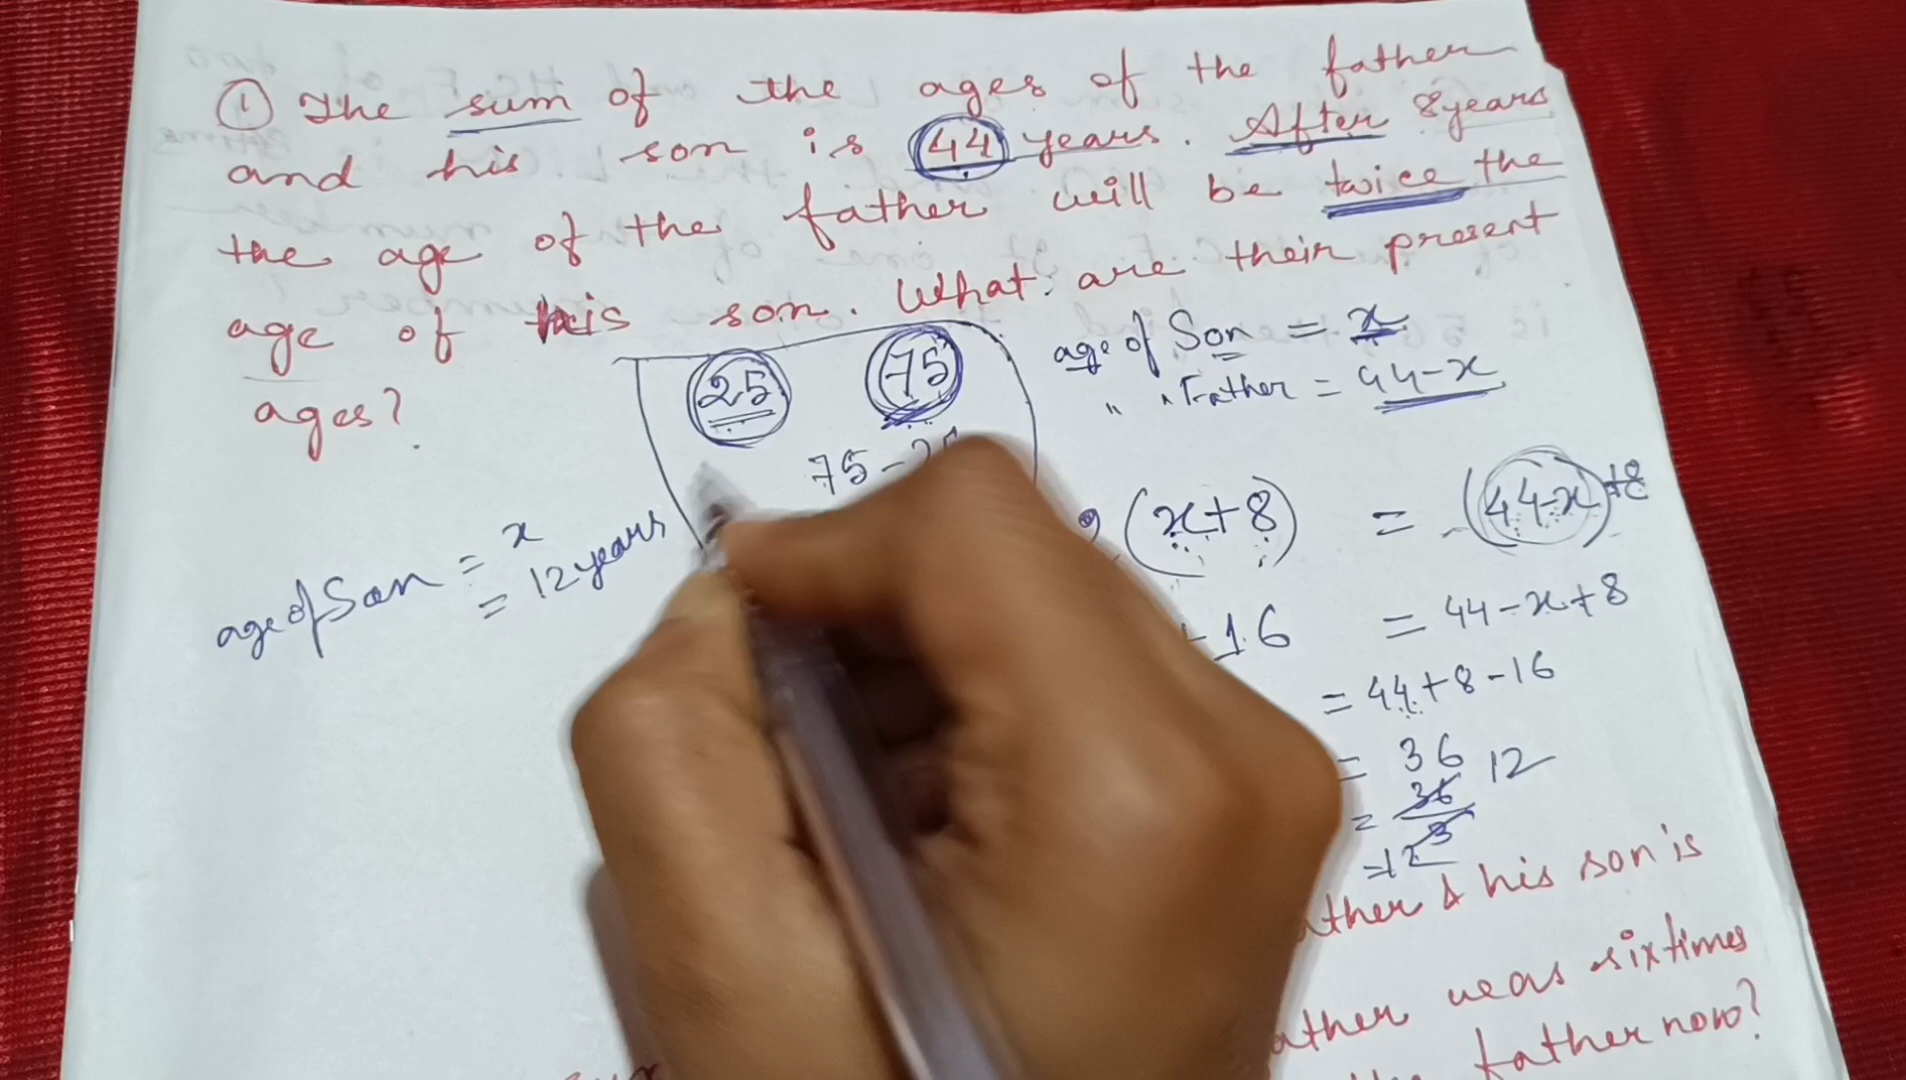 ① The sum of the ages of the father
and his son is 44 years. After 8 years
the age of the father will be twice the
age of his son. What are their present
ages?
25 75
75-
age of Son = x
" " Father = 44-x
(x+8) = (44-x)+8
16 = 44-x+8
= 44+8-16
= 36
= 36 12
3
=12
age of Son = x
= 12 years
& his son is
was six times
father now?